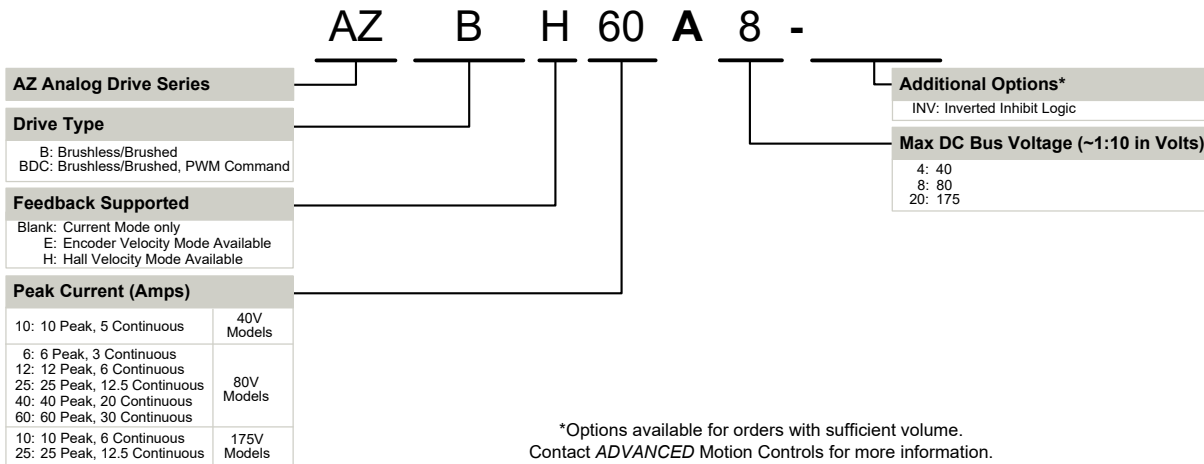 AZ B H 60 A 8 -
AZ Analog Drive Series
Drive Type
B: Brushless/Brushed
BDC: Brushless/Brushed, PWM Command
Feedback Supported
Blank: Current Mode only
E: Encoder Velocity Mode Available
H: Hall Velocity Mode Available
Peak Current (Amps)
10: 10 Peak, 5 Continuous
40V
Models
6: 6 Peak, 3 Continuous
12: 12 Peak, 6 Continuous
25: 25 Peak, 12.5 Continuous
40: 40 Peak, 20 Continuous
60: 60 Peak, 30 Continuous
80V
Models
10: 10 Peak, 6 Continuous
25: 25 Peak, 12.5 Continuous
175V
Models
Additional Options*
INV: Inverted Inhibit Logic
Max DC Bus Voltage (~1:10 in Volts)
4: 40
8: 80
20: 175
*Options available for orders with sufficient volume.
Contact ADVANCED Motion Controls for more information.